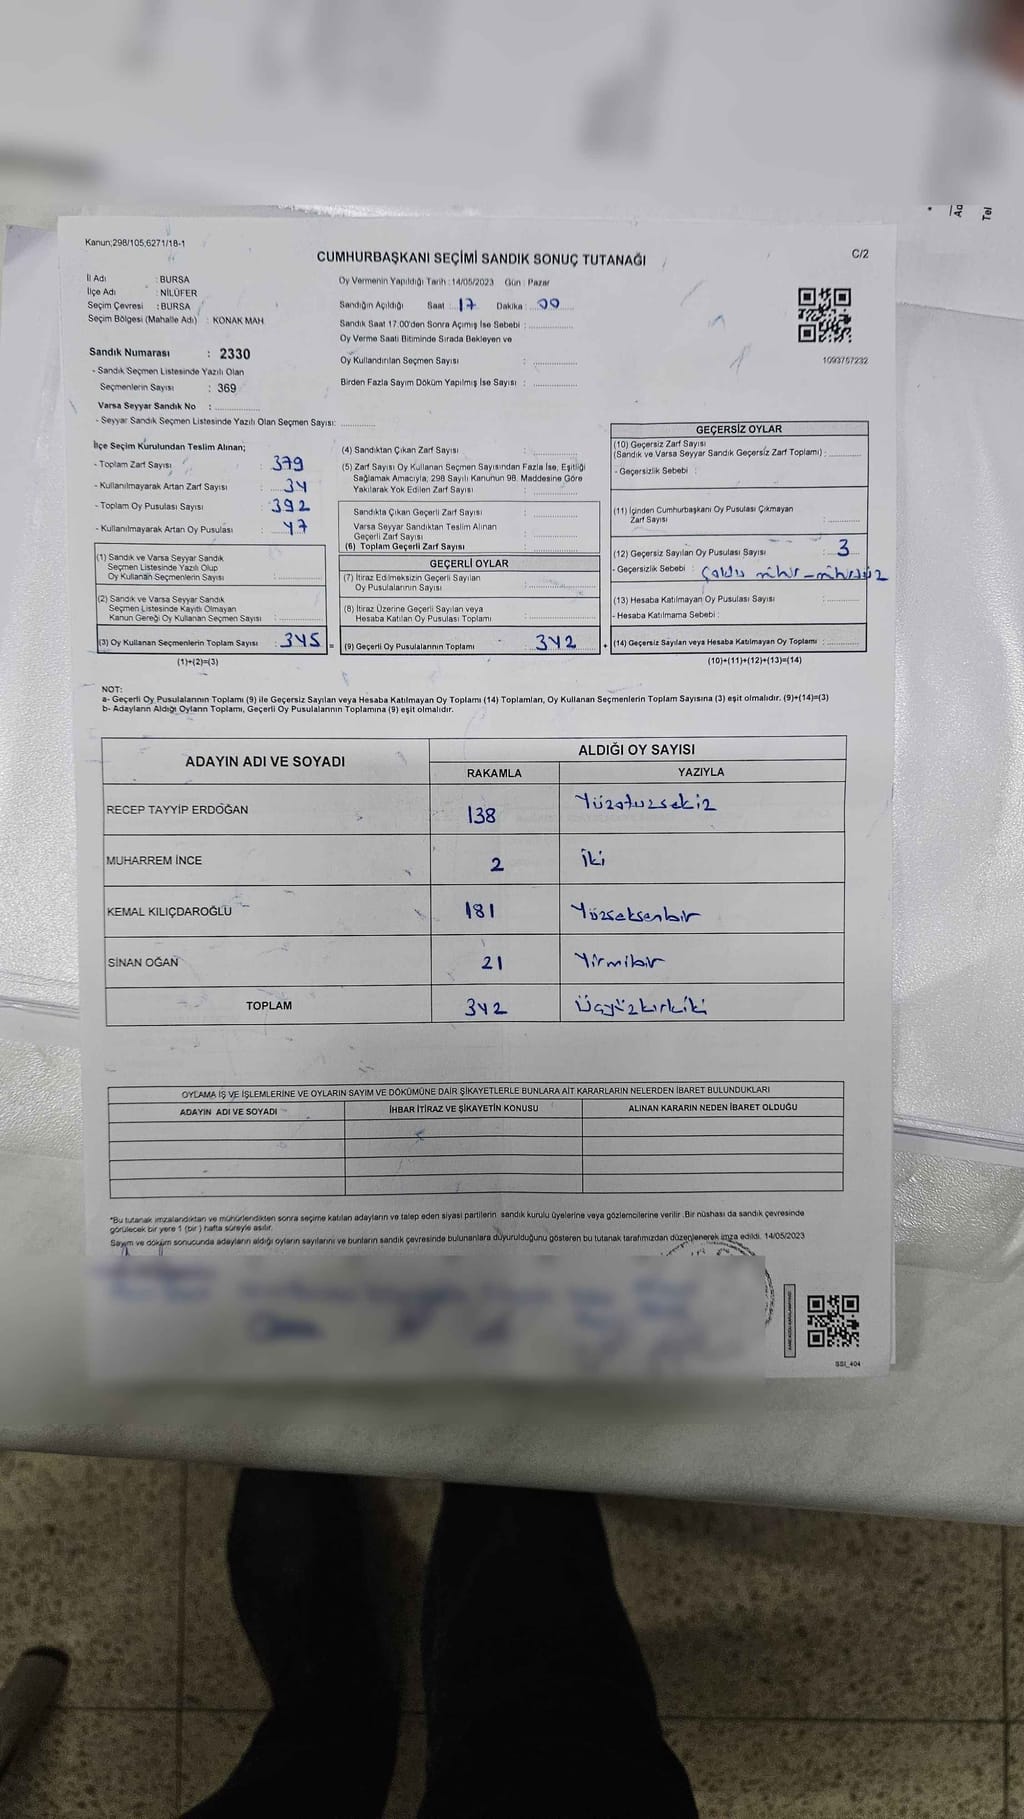 Ad
Tel
Kanun;298/105,6271/18-1
C/2
CUMHURBAŞKANI SEÇİMİ SANDIK SONUÇ TUTANAĞI
İl Adı : BURSA
İlçe Adı : NİLÜFER
Seçim Çevresi : BURSA
Seçim Bölgesi (Mahalle Adı) : KONAK MAH
Oy Vermenin Yapıldığı Tarih : 14/05/2023 Gün : Pazar
Sandığın Açıldığı Saat : 17 Dakika : 00
Sandık Saat 17.00'den Sonra Açımış İse Sebebi : ............
Oy Verme Saati Bitiminde Sırada Bekleyen ve
Oy Kullandırılan Seçmen Sayısı : ............
Birden Fazla Sayım Döküm Yapılmış İse Sayısı : ............
1093757232
Sandık Numarası : 2330
- Sandık Seçmen Listesinde Yazılı Olan
Seçmenlerin Sayısı : 369
Varsa Seyyar Sandık No : ............
- Seyyar Sandık Seçmen Listesinde Yazılı Olan Seçmen Sayısı: ............
İlçe Seçim Kurulundan Teslim Alınan;
- Toplam Zarf Sayısı : 379
- Kullanılmayarak Artan Zarf Sayısı : 34
- Toplam Oy Pusulası Sayısı : 392
- Kullanılmayarak Artan Oy Pusulası : 47
(1) Sandık ve Varsa Seyyar Sandık
Seçmen Listesinde Yazılı Olup
Oy Kullanan Seçmenlerin Sayısı : ............
(2) Sandık ve Varsa Seyyar Sandık
Seçmen Listesinde Kayıtlı Olmayan
Kanun Gereği Oy Kullanan Seçmen Sayısı : ............
(3) Oy Kullanan Seçmenlerin Toplam Sayısı : 345 =
(1)+(2)=(3)
(4) Sandıktan Çıkan Zarf Sayısı : ............
(5) Zarf Sayısı Oy Kullanan Seçmen Sayısından Fazla İse, Eşitliği
Sağlamak Amacıyla; 298 Sayılı Kanunun 98. Maddesine Göre
Yakılarak Yok Edilen Zarf Sayısı : ............
Sandıkta Çıkan Geçerli Zarf Sayısı : ............
Varsa Seyyar Sandıktan Teslim Alınan
Geçerli Zarf Sayısı : ............
(6) Toplam Geçerli Zarf Sayısı : ............
GEÇERLİ OYLAR
(7) İtiraz Edilmeksizin Geçerli Sayılan
Oy Pusulalarının Sayısı : ............
(8) İtiraz Üzerine Geçerli Sayılan veya
Hesaba Katılan Oy Pusulası Toplamı : ............
(9) Geçerli Oy Pusulalarının Toplamı : 342 +
GEÇERSİZ OYLAR
(10) Geçersiz Zarf Sayısı
(Sandık ve Varsa Seyyar Sandık Geçersiz Zarf Toplamı) : ............
- Geçersizlik Sebebi :
(11) İçinden Cumhurbaşkanı Oy Pusulası Çıkmayan
Zarf Sayısı : ............
(12) Geçersiz Sayılan Oy Pusulası Sayısı : 3
- Geçersizlik Sebebi :
(13) Hesaba Katılmayan Oy Pusulası Sayısı : ............
- Hesaba Katılmama Sebebi :
(14) Geçersiz Sayılan veya Hesaba Katılmayan Oy Toplamı : ............
(10)+(11)+(12)+(13)=(14)
NOT:
a- Geçerli Oy Pusulalarının Toplamı (9) ile Geçersiz Sayılan veya Hesaba Katılmayan Oy Toplamı (14) Toplamları, Oy Kullanan Seçmenlerin Toplam Sayısına (3) eşit olmalıdır. (9)+(14)=(3)
b- Adayların Aldığı Oyların Toplamı, Geçerli Oy Pusulalarının Toplamına (9) eşit olmalıdır.
ADAYIN ADI VE SOYADI ALDIĞI OY SAYISI
RAKAMLA YAZIYLA
RECEP TAYYİP ERDOĞAN 138 Yüzotuzsekiz
MUHARREM İNCE 2 İki
KEMAL KILIÇDAROĞLU 181 Yüzseksenbir
SİNAN OĞAN 21 Yirmibir
TOPLAM 342 Üçyüzkırkiki
OYLAMA İŞ VE İŞLEMLERİNE VE OYLARIN SAYIM VE DÖKÜMÜNE DAİR ŞİKAYETLERLE BUNLARA AİT KARARLARIN NELERDEN İBARET BULUNDUKLARI
ADAYIN ADI VE SOYADI İHBAR İTİRAZ VE ŞİKAYETİN KONUSU ALINAN KARARIN NEDEN İBARET OLDUĞU
*Bu tutanak imzalandıktan ve mühürlendikten sonra seçime katılan adayların ve talep eden siyasi partilerin sandık kurulu üyelerine veya gözlemcilerine verilir .Bir nüshası da sandık çevresinde
görülecek bir yere 1 (bir ) hafta süreyle asılır.
Sayım ve döküm sonucunda adayların aldığı oyların sayılarını ve bunların sandık çevresinde bulunanlara duyurulduğunu gösteren bu tutanak tarafımızdan düzenlenerek imza edildi. 14/05/2023
SSI_404